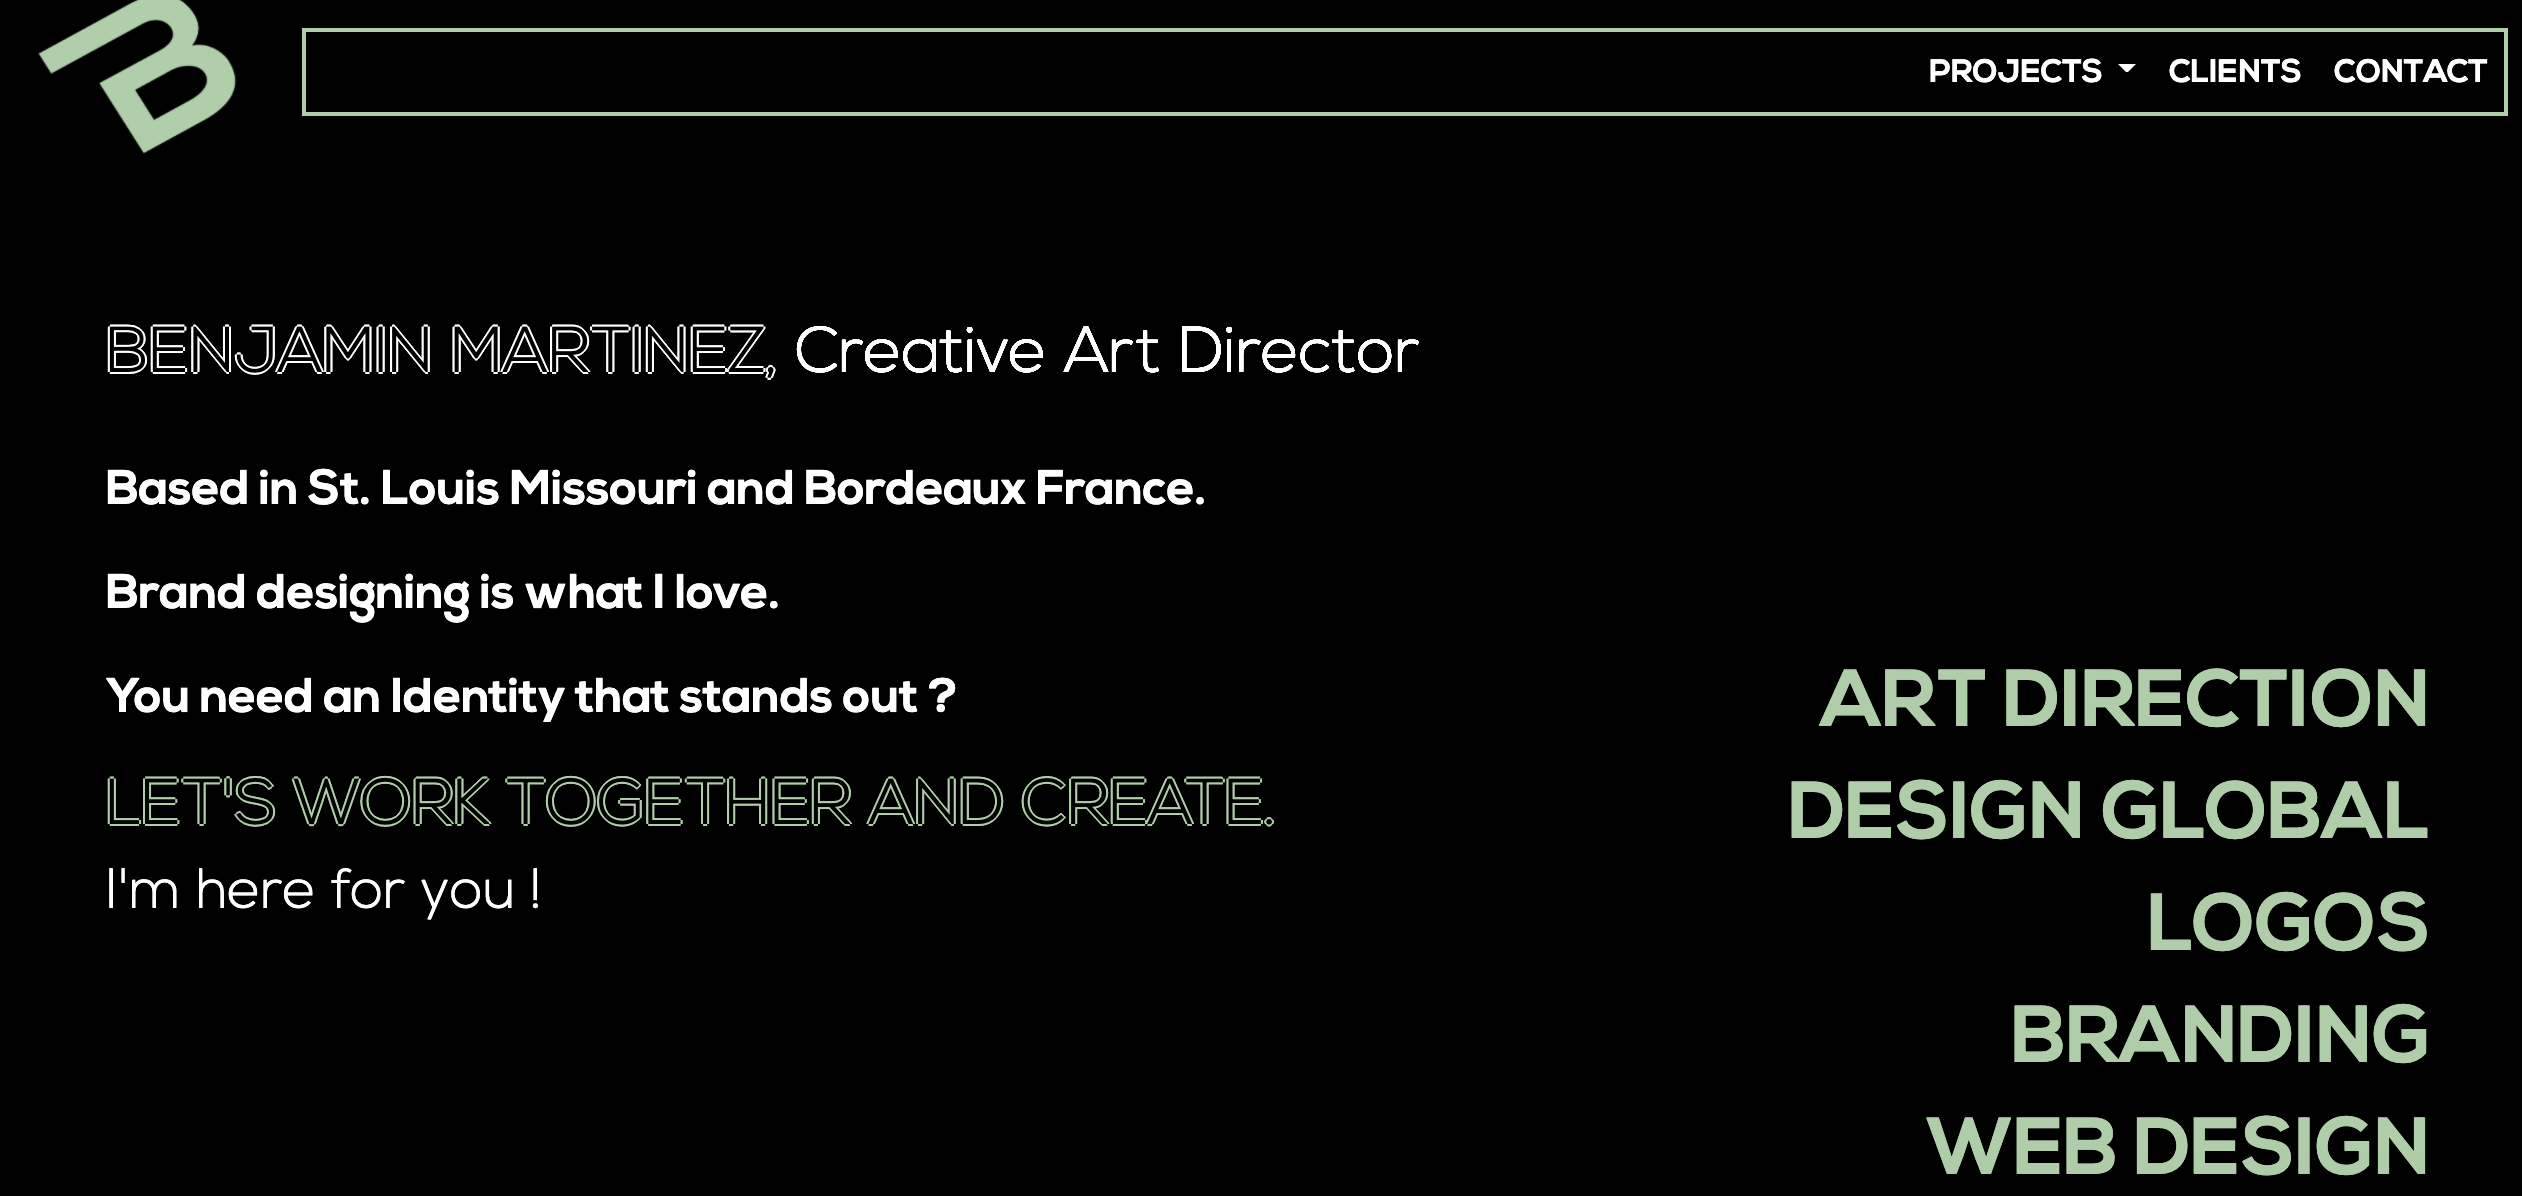 B
PROJECTS CLIENTS CONTACT
BENJAMIN MARTINEZ, Creative Art Director
Based in St. Louis Missouri and Bordeaux France.
Brand designing is what I love.
You need an Identity that stands out ?
LET'S WORK TOGETHER AND CREATE.
I'm here for you !
ART DIRECTION
DESIGN GLOBAL
LOGOS
BRANDING
WEB DESIGN